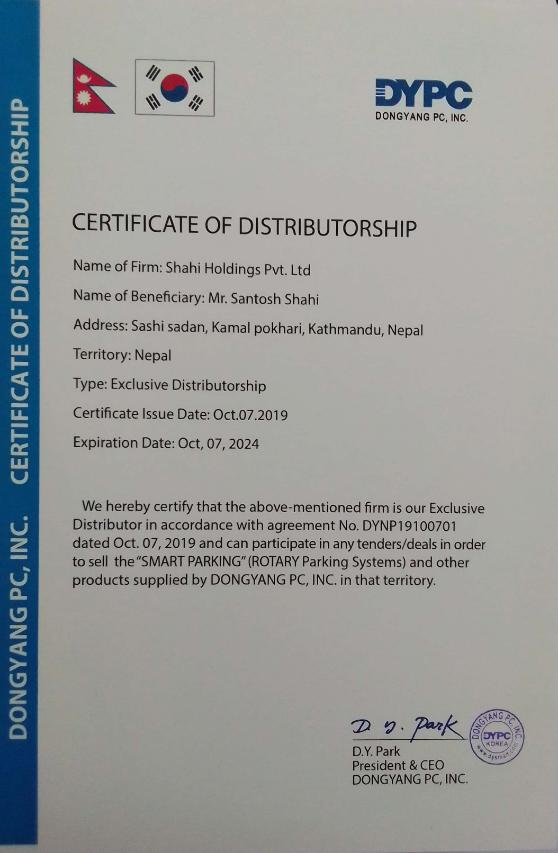 DYPC
DONGYANG PC, INC.
CERTIFICATE OF DISTRIBUTORSHIP
Name of Firm: Shahi Holdings Pvt. Ltd
Name of Beneficiary: Mr. Santosh Shahi
Address: Sashi sadan, Kamal pokhari, Kathmandu, Nepal
Territory: Nepal
Type: Exclusive Distributorship
Certificate Issue Date: Oct.07.2019
Expiration Date: Oct, 07, 2024
We hereby certify that the above-mentioned firm is our Exclusive
Distributor in accordance with agreement No. DYNP19100701
dated Oct. 07, 2019 and can participate in any tenders/deals in order
to sell the "SMART PARKING" (ROTARY Parking Systems) and other
products supplied by DONGYANG PC, INC. in that territory.
D. Y. Park
D.Y. Park
President & CEO
DONGYANG PC, INC.
DONGYANG PC, INC.
DYPC
KOREA
DONGYANG PC, INC. CERTIFICATE OF DISTRIBUTORSHIP